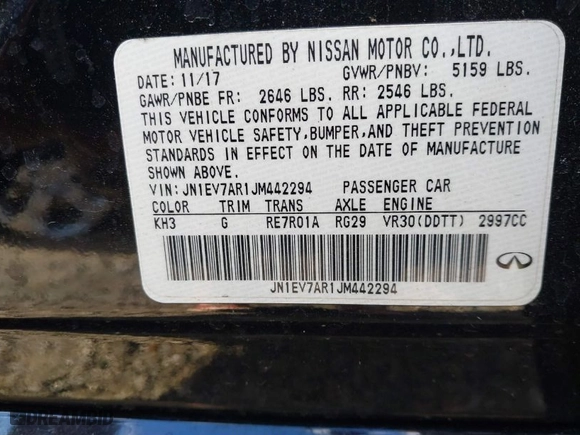 MANUFACTURED BY NISSAN MOTOR CO.,LTD.
DATE: 11/17 GVWR/PNBV: 5159 LBS.
GAWR/PNBE FR: 2646 LBS. RR: 2546 LBS.
THIS VEHICLE CONFORMS TO ALL APPLICABLE FEDERAL
MOTOR VEHICLE SAFETY,BUMPER,AND THEFT PREVENTION
STANDARDS IN EFFECT ON THE DATE OF MANUFACTURE
SHOWN ABOVE.
VIN: JN1EV7AR1JM442294 PASSENGER CAR
COLOR TRIM TRANS AXLE ENGINE
KH3 G RE7R01A RG29 VR30(DDTT) 2997CC
JN1EV7AR1JM442294
DREAMBID